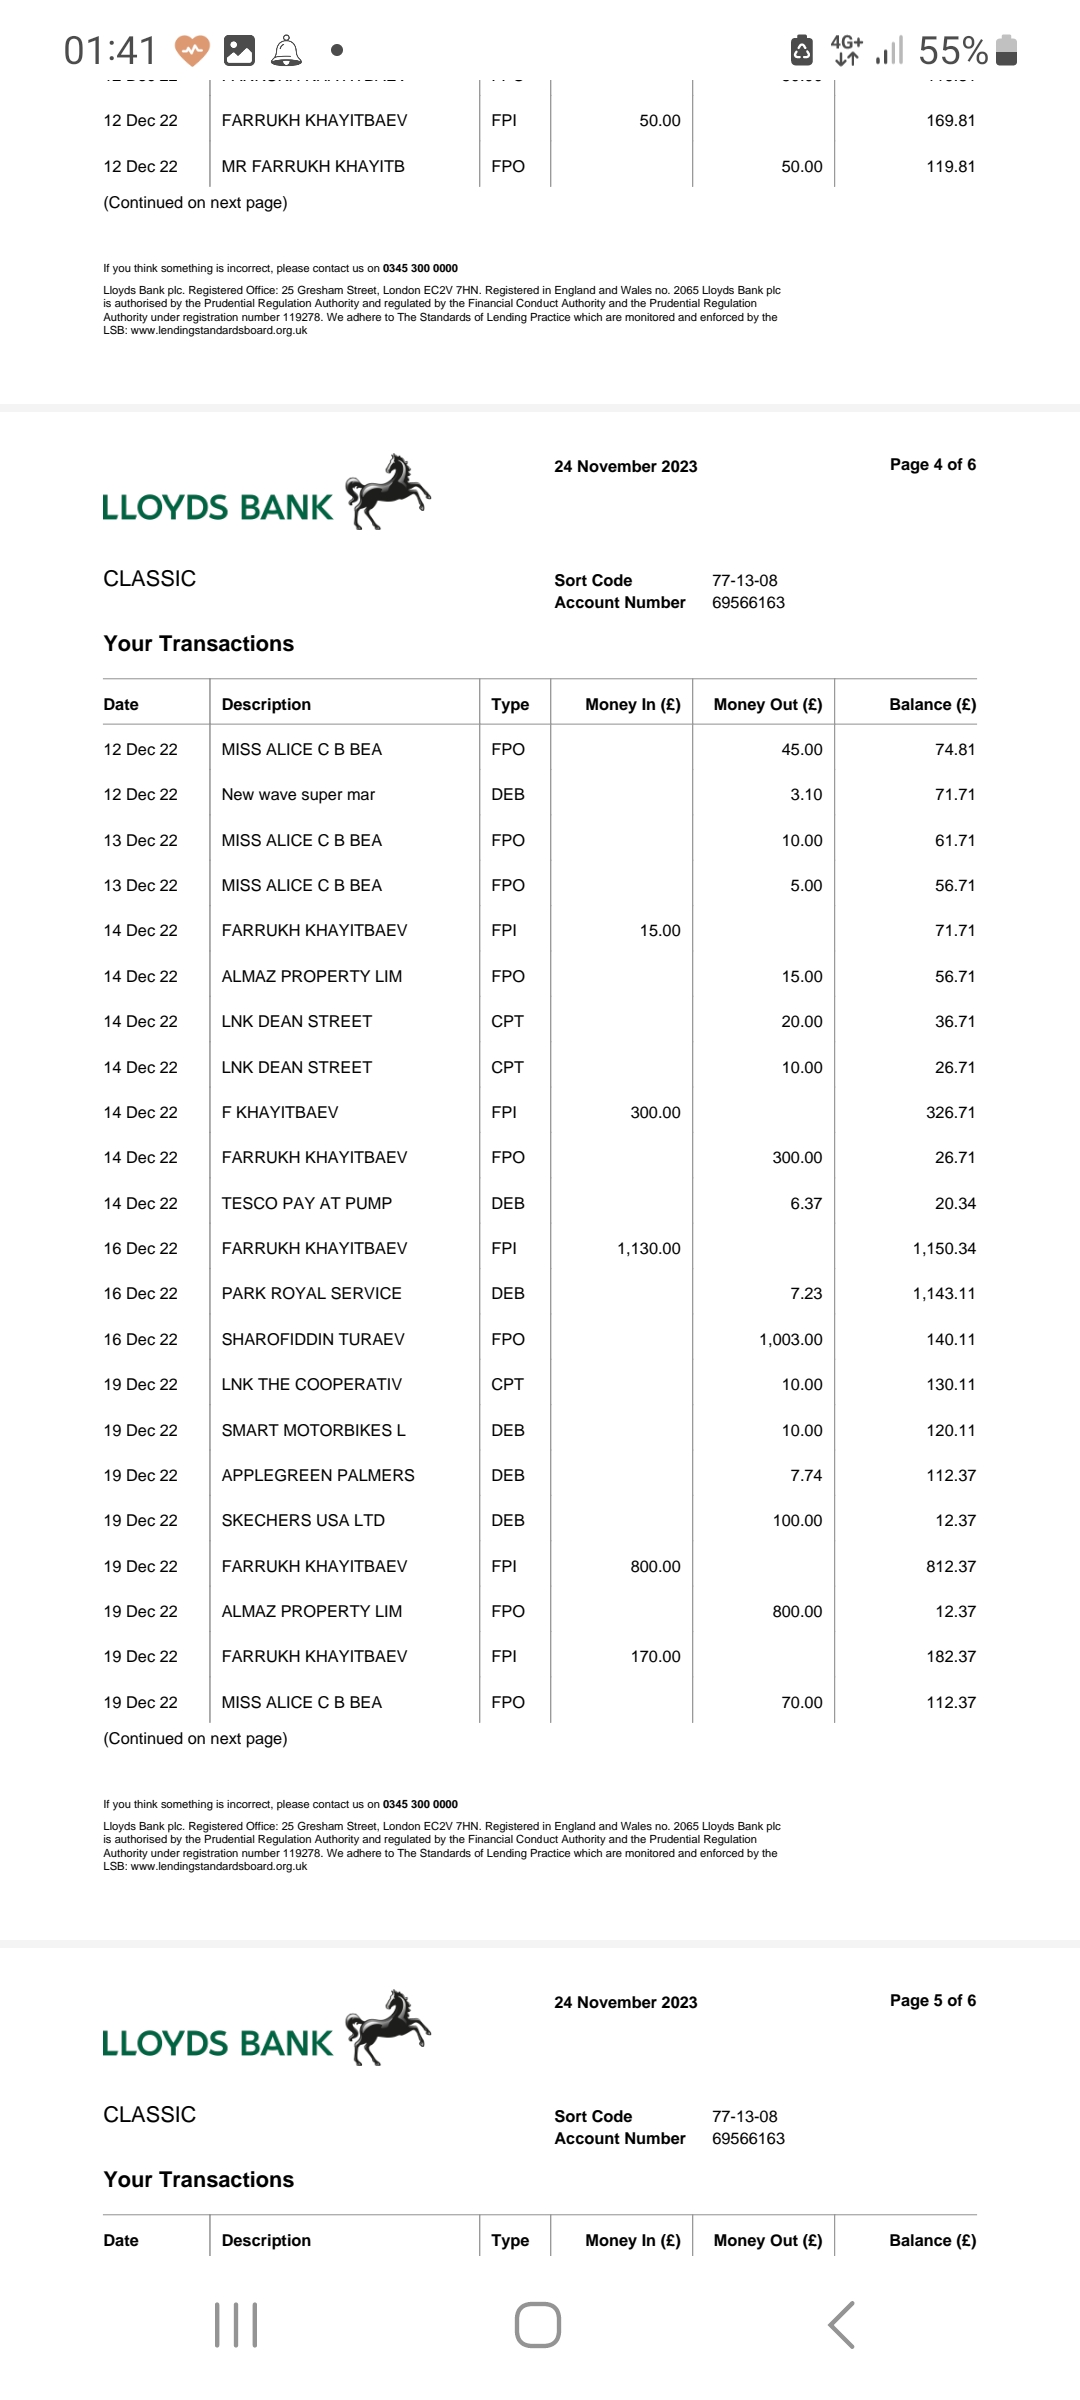 01:41 4G+ 55%
12 Dec 22 FARRUKH KHAYITBAEV FPI 50.00 169.81
12 Dec 22 MR FARRUKH KHAYITB FPO 50.00 119.81
(Continued on next page)
If you think something is incorrect, please contact us on 0345 300 0000
Lloyds Bank plc. Registered Office: 25 Gresham Street, London EC2V 7HN. Registered in England and Wales no. 2065 Lloyds Bank plc
is authorised by the Prudential Regulation Authority and regulated by the Financial Conduct Authority and the Prudential Regulation
Authority under registration number 119278. We adhere to The Standards of Lending Practice which are monitored and enforced by the
LSB: www.lendingstandardsboard.org.uk
24 November 2023 Page 4 of 6
LLOYDS BANK
CLASSIC Sort Code 77-13-08
Account Number 69566163
Your Transactions
Date Description Type Money In (£) Money Out (£) Balance (£)
12 Dec 22 MISS ALICE C B BEA FPO 45.00 74.81
12 Dec 22 New wave super mar DEB 3.10 71.71
13 Dec 22 MISS ALICE C B BEA FPO 10.00 61.71
13 Dec 22 MISS ALICE C B BEA FPO 5.00 56.71
14 Dec 22 FARRUKH KHAYITBAEV FPI 15.00 71.71
14 Dec 22 ALMAZ PROPERTY LIM FPO 15.00 56.71
14 Dec 22 LNK DEAN STREET CPT 20.00 36.71
14 Dec 22 LNK DEAN STREET CPT 10.00 26.71
14 Dec 22 F KHAYITBAEV FPI 300.00 326.71
14 Dec 22 FARRUKH KHAYITBAEV FPO 300.00 26.71
14 Dec 22 TESCO PAY AT PUMP DEB 6.37 20.34
16 Dec 22 FARRUKH KHAYITBAEV FPI 1,130.00 1,150.34
16 Dec 22 PARK ROYAL SERVICE DEB 7.23 1,143.11
16 Dec 22 SHAROFIDDIN TURAEV FPO 1,003.00 140.11
19 Dec 22 LNK THE COOPERATIV CPT 10.00 130.11
19 Dec 22 SMART MOTORBIKES L DEB 10.00 120.11
19 Dec 22 APPLEGREEN PALMERS DEB 7.74 112.37
19 Dec 22 SKECHERS USA LTD DEB 100.00 12.37
19 Dec 22 FARRUKH KHAYITBAEV FPI 800.00 812.37
19 Dec 22 ALMAZ PROPERTY LIM FPO 800.00 12.37
19 Dec 22 FARRUKH KHAYITBAEV FPI 170.00 182.37
19 Dec 22 MISS ALICE C B BEA FPO 70.00 112.37
(Continued on next page)
If you think something is incorrect, please contact us on 0345 300 0000
Lloyds Bank plc. Registered Office: 25 Gresham Street, London EC2V 7HN. Registered in England and Wales no. 2065 Lloyds Bank plc
is authorised by the Prudential Regulation Authority and regulated by the Financial Conduct Authority and the Prudential Regulation
Authority under registration number 119278. We adhere to The Standards of Lending Practice which are monitored and enforced by the
LSB: www.lendingstandardsboard.org.uk
24 November 2023 Page 5 of 6
LLOYDS BANK
CLASSIC Sort Code 77-13-08
Account Number 69566163
Your Transactions
Date Description Type Money In (£) Money Out (£) Balance (£)